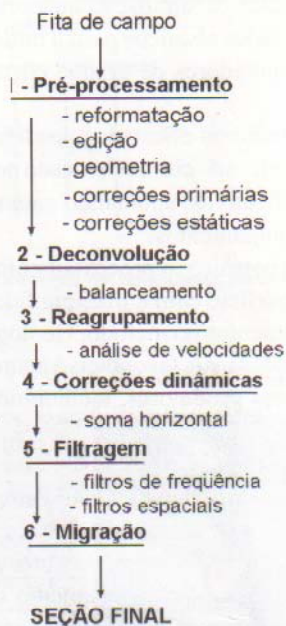 Fita de campo
1 - Pré-processamento
- reformatação
- edição
- geometria
- correções primárias
- correções estáticas
2 - Deconvolução
- balanceamento
3 - Reagrupamento
- análise de velocidades
4 - Correções dinâmicas
- soma horizontal
5 - Filtragem
- filtros de freqüência
- filtros espaciais
6 - Migração
SEÇÃO FINAL